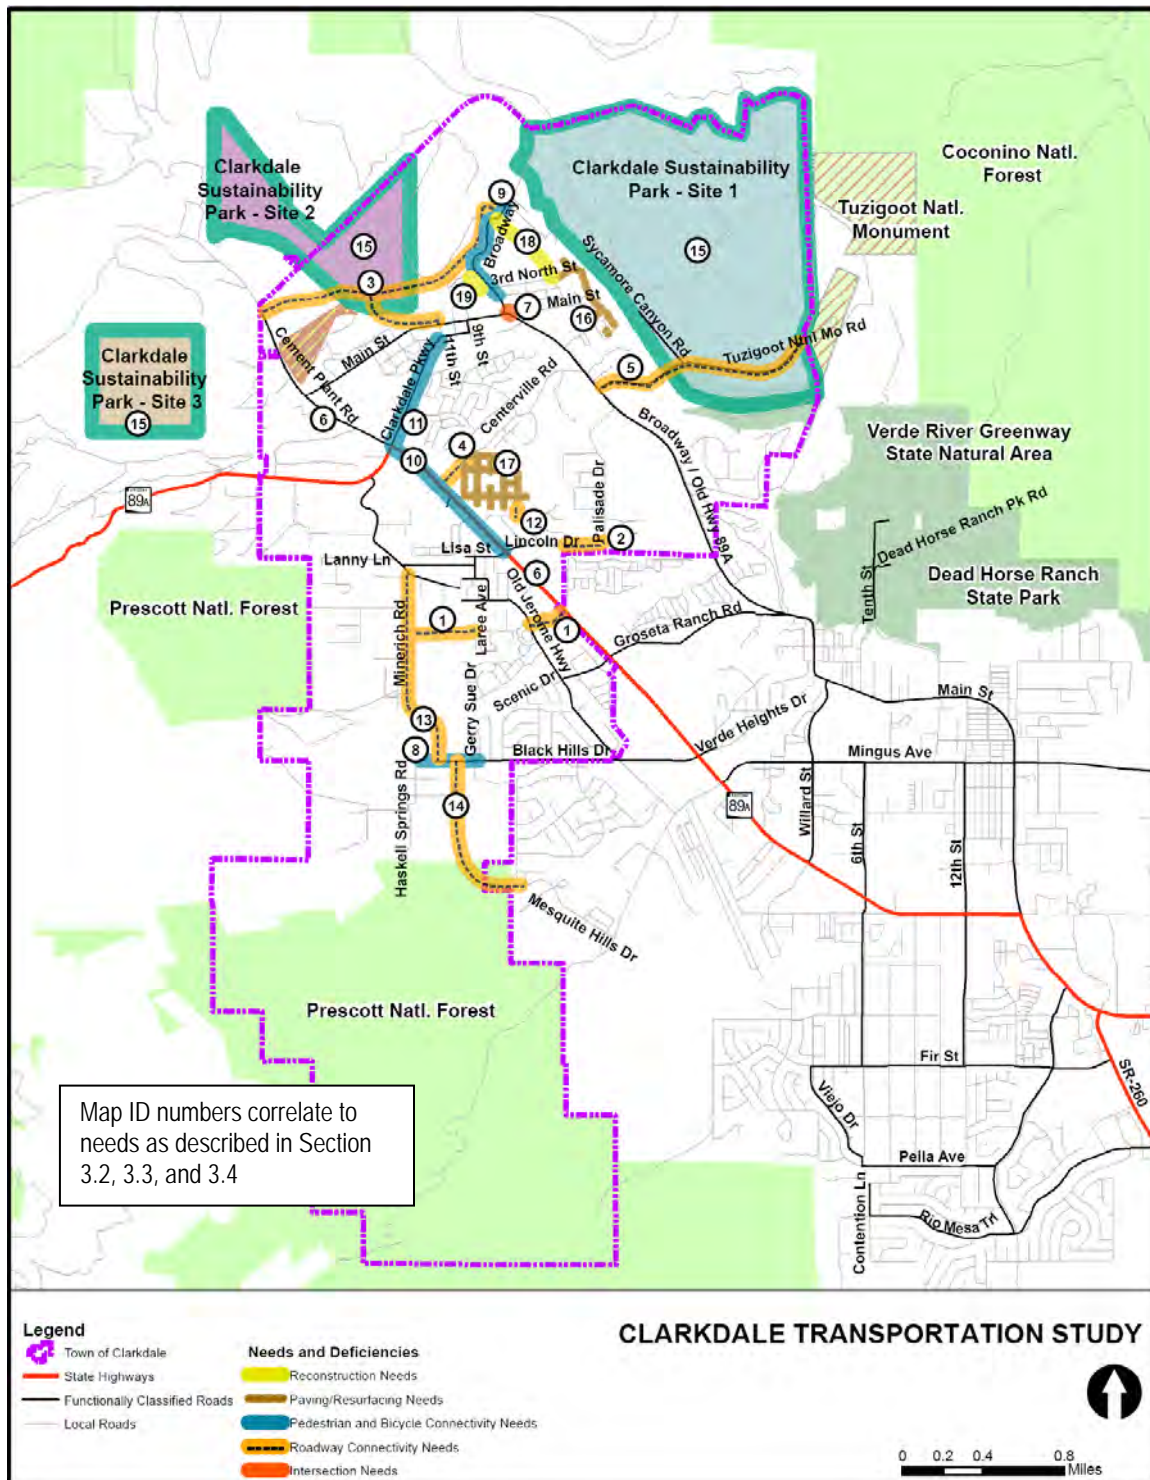 Coconino Natl.
Forest
Clarkdale
Sustainability
Park - Site 2
Clarkdale Sustainability
Park - Site 1
Tuzigoot Natl.
Monument
9
15
18
15
Broadway
3rd North St
Sycamore Canyon Rd
3
19
7
Main St
16
Cement Plant Rd
Main St
9th St
11th St
Tuzigoot Ntnl Mo Rd
Clarkdale
Sustainability
Park - Site 3
15
5
Clarkdale Pkwy
Centerville Rd
6
11
Broadway / Old Hwy 89A
Verde River Greenway
State Natural Area
4
17
10
89A
Palisade Dr
12
2
Lincoln Dr
Lisa St
Dead Horse Ranch Pk Rd
Tenth St
Dead Horse Ranch
State Park
Lanny Ln
6
Old Jerome Hwy
Prescott Natl. Forest
Minerich Rd
1
Laree Ave
1
Groseta Ranch Rd
Gerry Sue Dr
Scenic Dr
Main St
13
8
Black Hills Dr
Verde Heights Dr
Mingus Ave
Haskell Springs Rd
14
89A
Willard St
6th St
12th St
Mesquite Hills Dr
Prescott Natl. Forest
Fir St
SR-260
Viejo Dr
Map ID numbers correlate to
needs as described in Section
3.2, 3.3, and 3.4
Pella Ave
Contention Ln
Rio Mesa Trl
Legend
Town of Clarkdale
State Highways
Functionally Classified Roads
Local Roads
Needs and Deficiencies
Reconstruction Needs
Paving/Resurfacing Needs
Pedestrian and Bicycle Connectivity Needs
Roadway Connectivity Needs
Intersection Needs
CLARKDALE TRANSPORTATION STUDY
0 0.2 0.4 0.8
Miles